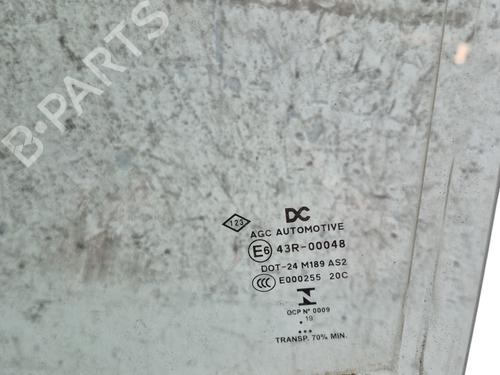 B-PARTS
DC
123
AGC AUTOMOTIVE
E6 43R-00048
DOT-24 M189 AS2
CCC E000255 20C
OCP Nº 0009
. 19
...
TRANSP. 70% MIN.